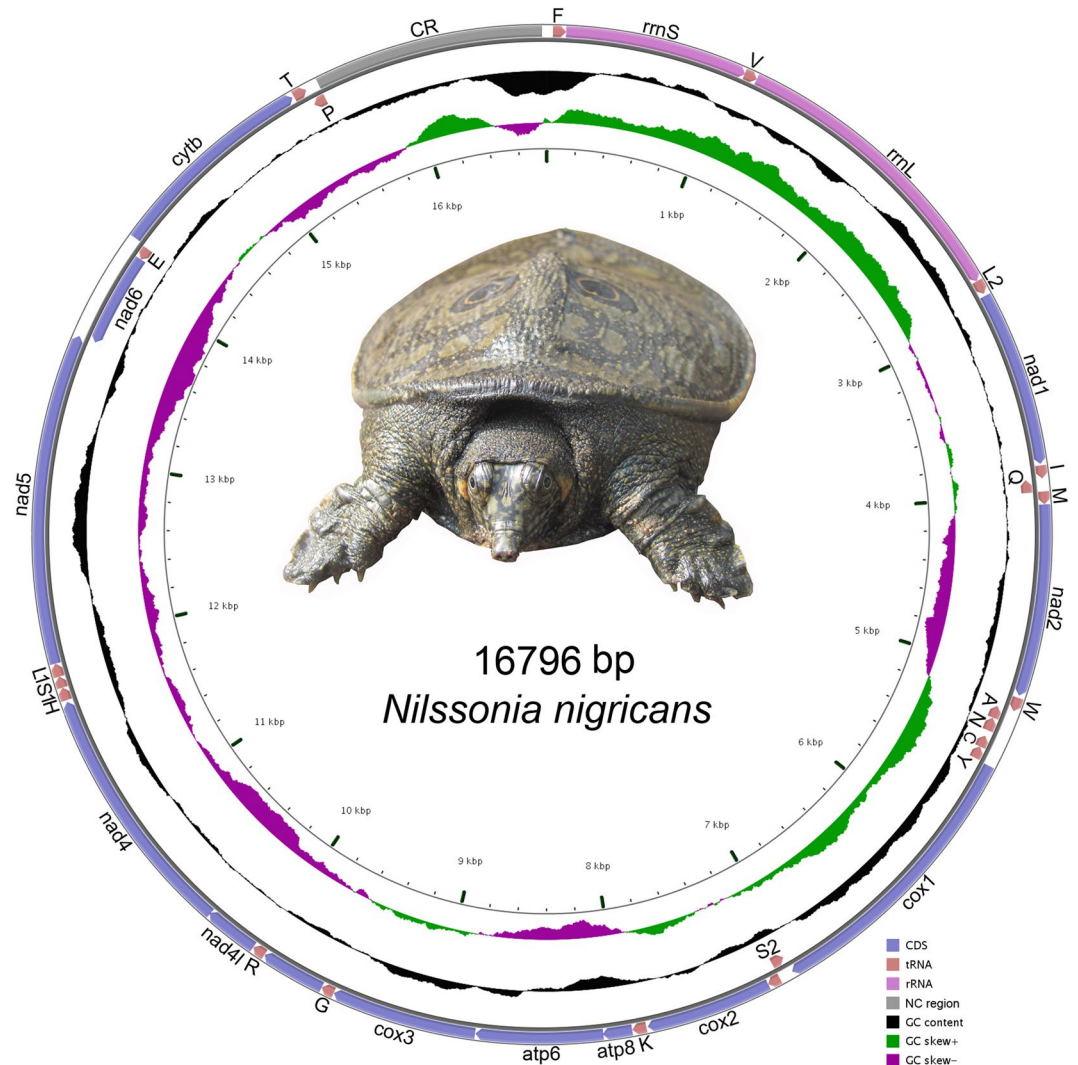 F
rrnS
V
rrnL
L2
nad1
I
Q
M
nad2
W
A
N
C
Y
cox1
S2
cox2
K
atp8
atp6
cox3
G
R
nad4l
nad4
H
S1
L1
nad5
nad6
E
cytb
T
P
CR
1 kbp
2 kbp
3 kbp
4 kbp
5 kbp
6 kbp
7 kbp
8 kbp
9 kbp
10 kbp
11 kbp
12 kbp
13 kbp
14 kbp
15 kbp
16 kbp
16796 bp
Nilssonia nigricans
CDS
tRNA
rRNA
NC region
GC content
GC skew+
GC skew-